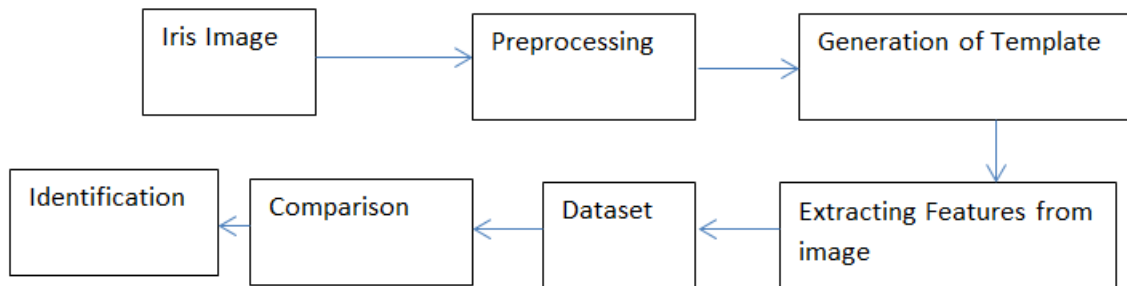 Iris Image
Preprocessing
Generation of Template
Extracting Features from
image
Dataset
Comparison
Identification